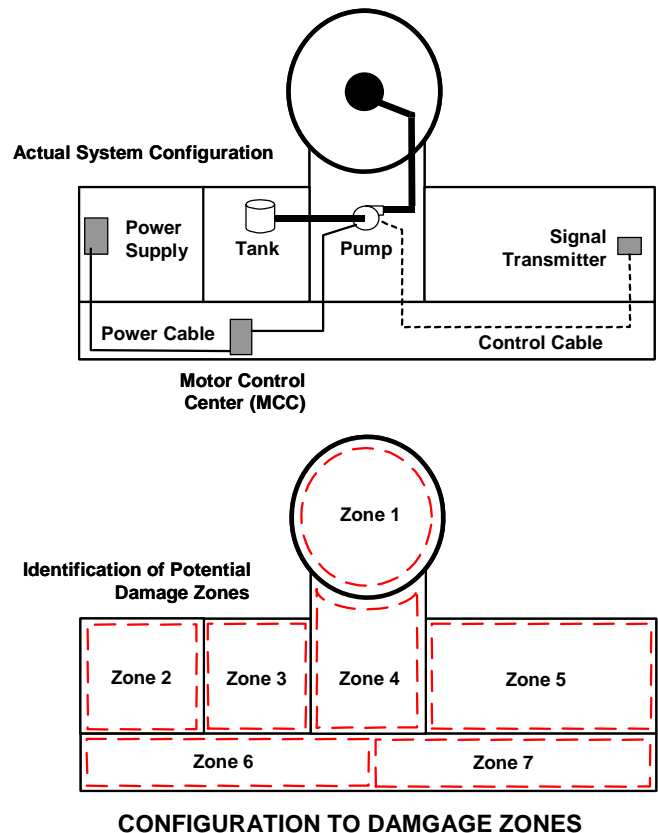 Actual System Configuration
Power
Supply
Tank
Pump
Signal
Transmitter
Power Cable
Control Cable
Motor Control
Center (MCC)
Zone 1
Identification of Potential
Damage Zones
Zone 2
Zone 3
Zone 4
Zone 5
Zone 6
Zone 7
CONFIGURATION TO DAMGAGE ZONES